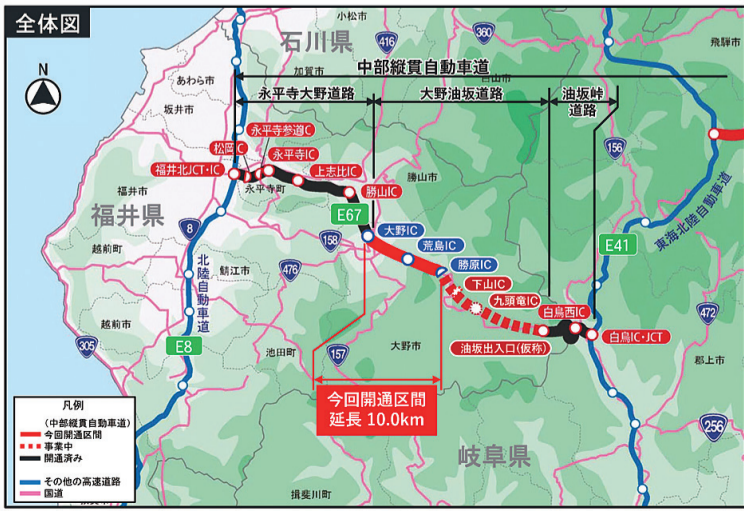 全体図
小松市
石川県
加賀市
416
360
白山市
飛騨市
中部縦貫自動車道
N
あわら市
坂井市
永平寺大野道路
大野油坂道路
油坂峠
道路
永平寺参道IC
松岡IC
永平寺IC
福井北JCT・IC
上志比IC
156
永平寺町
勝山市
勝山IC
福井市
福井県
E67
8
大野IC
158
荒島IC
E41
東海北陸自動車道
越前町
北陸自動車道
鯖江市
476
勝原IC
下山IC
九頭竜IC
白鳥西IC
472
越前市
E8
305
池田町
157
大野市
油坂出入口(仮称)
白鳥IC・JCT
郡上市
今回開通区間
延長 10.0km
凡例
(中部縦貫自動車道)
今回開通区間
事業中
開通済み
その他の高速道路
国道
256
岐阜県
揖斐川町